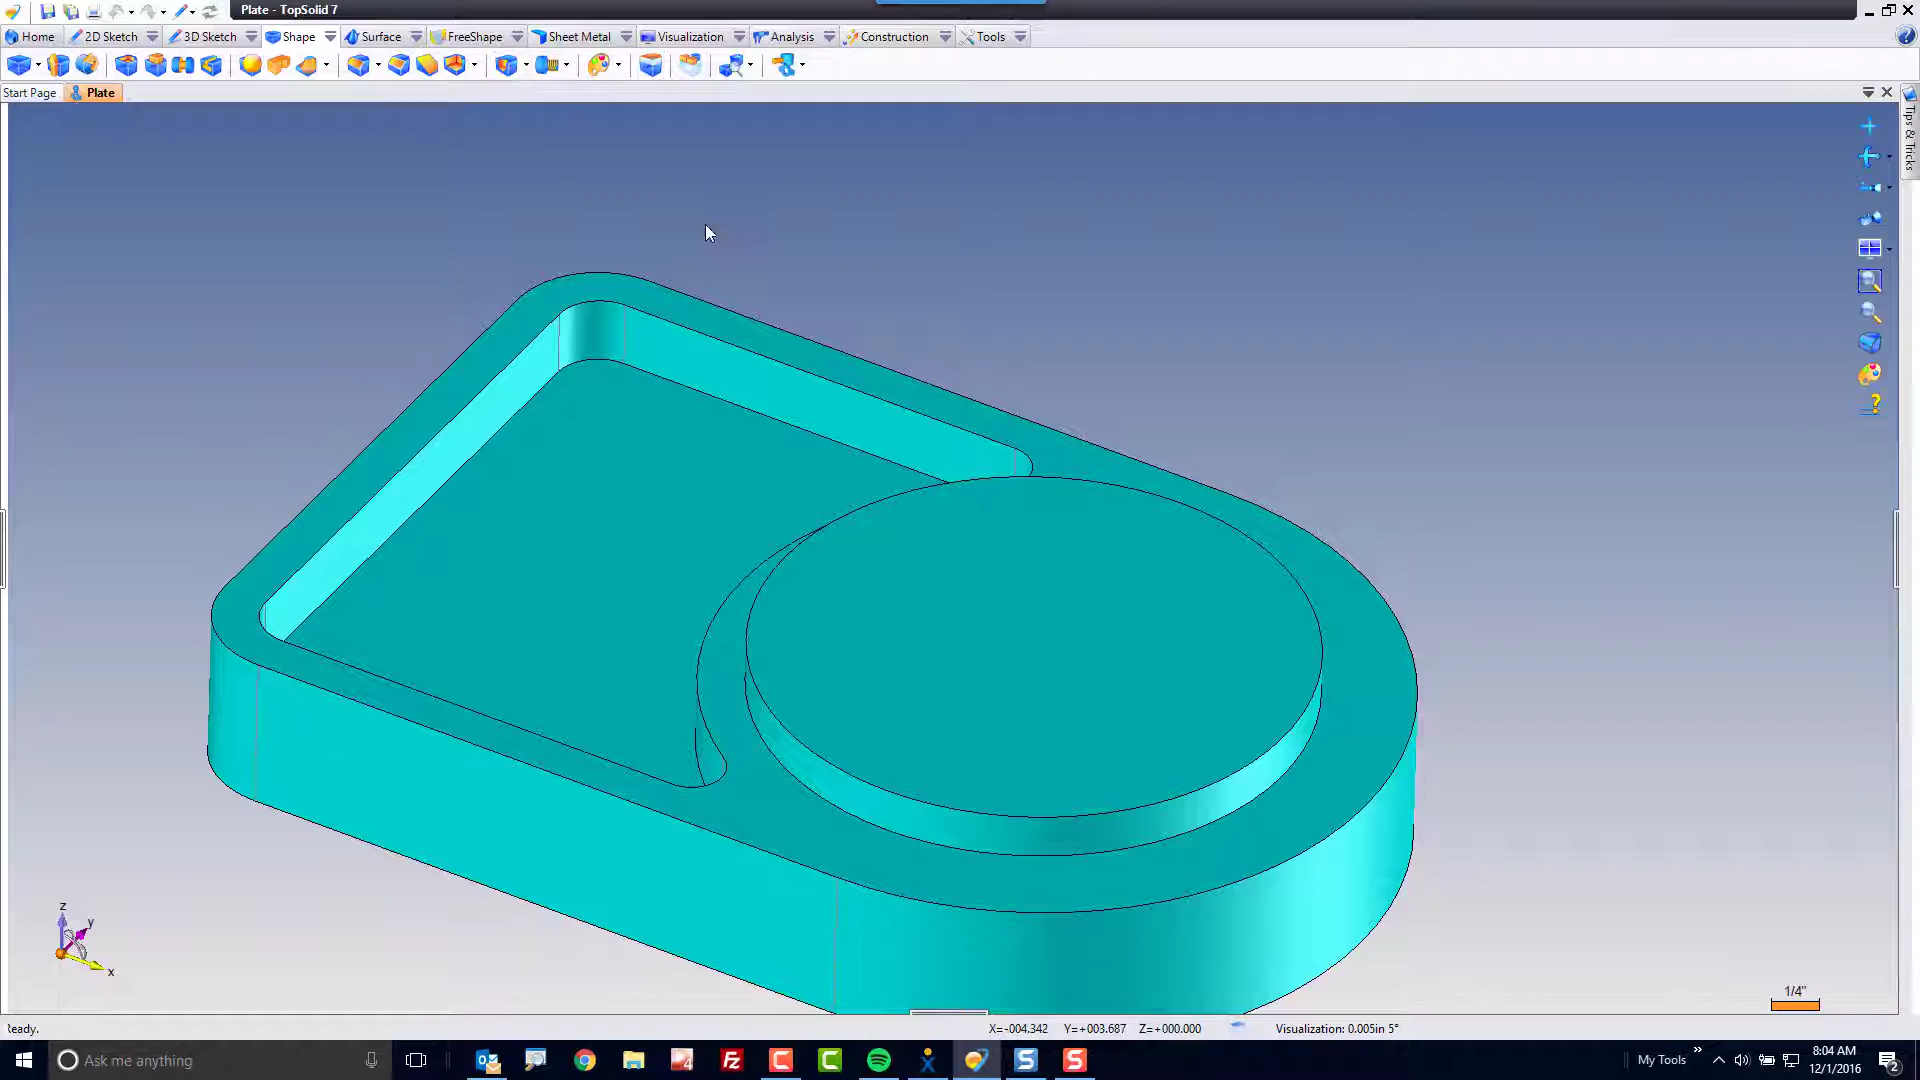 Plate - TopSolid 7
Home 2D Sketch 3D Sketch Shape Surface FreeShape Sheet Metal Visualization Analysis Construction Tools
Start Page Plate
Tips & Tricks
z
y
x
1/4"
Ready. X=-004.342 Y=+003.687 Z=+000.000 Visualization: 0.005in 5°
Ask me anything
My Tools
8:04 AM
12/1/2016
2